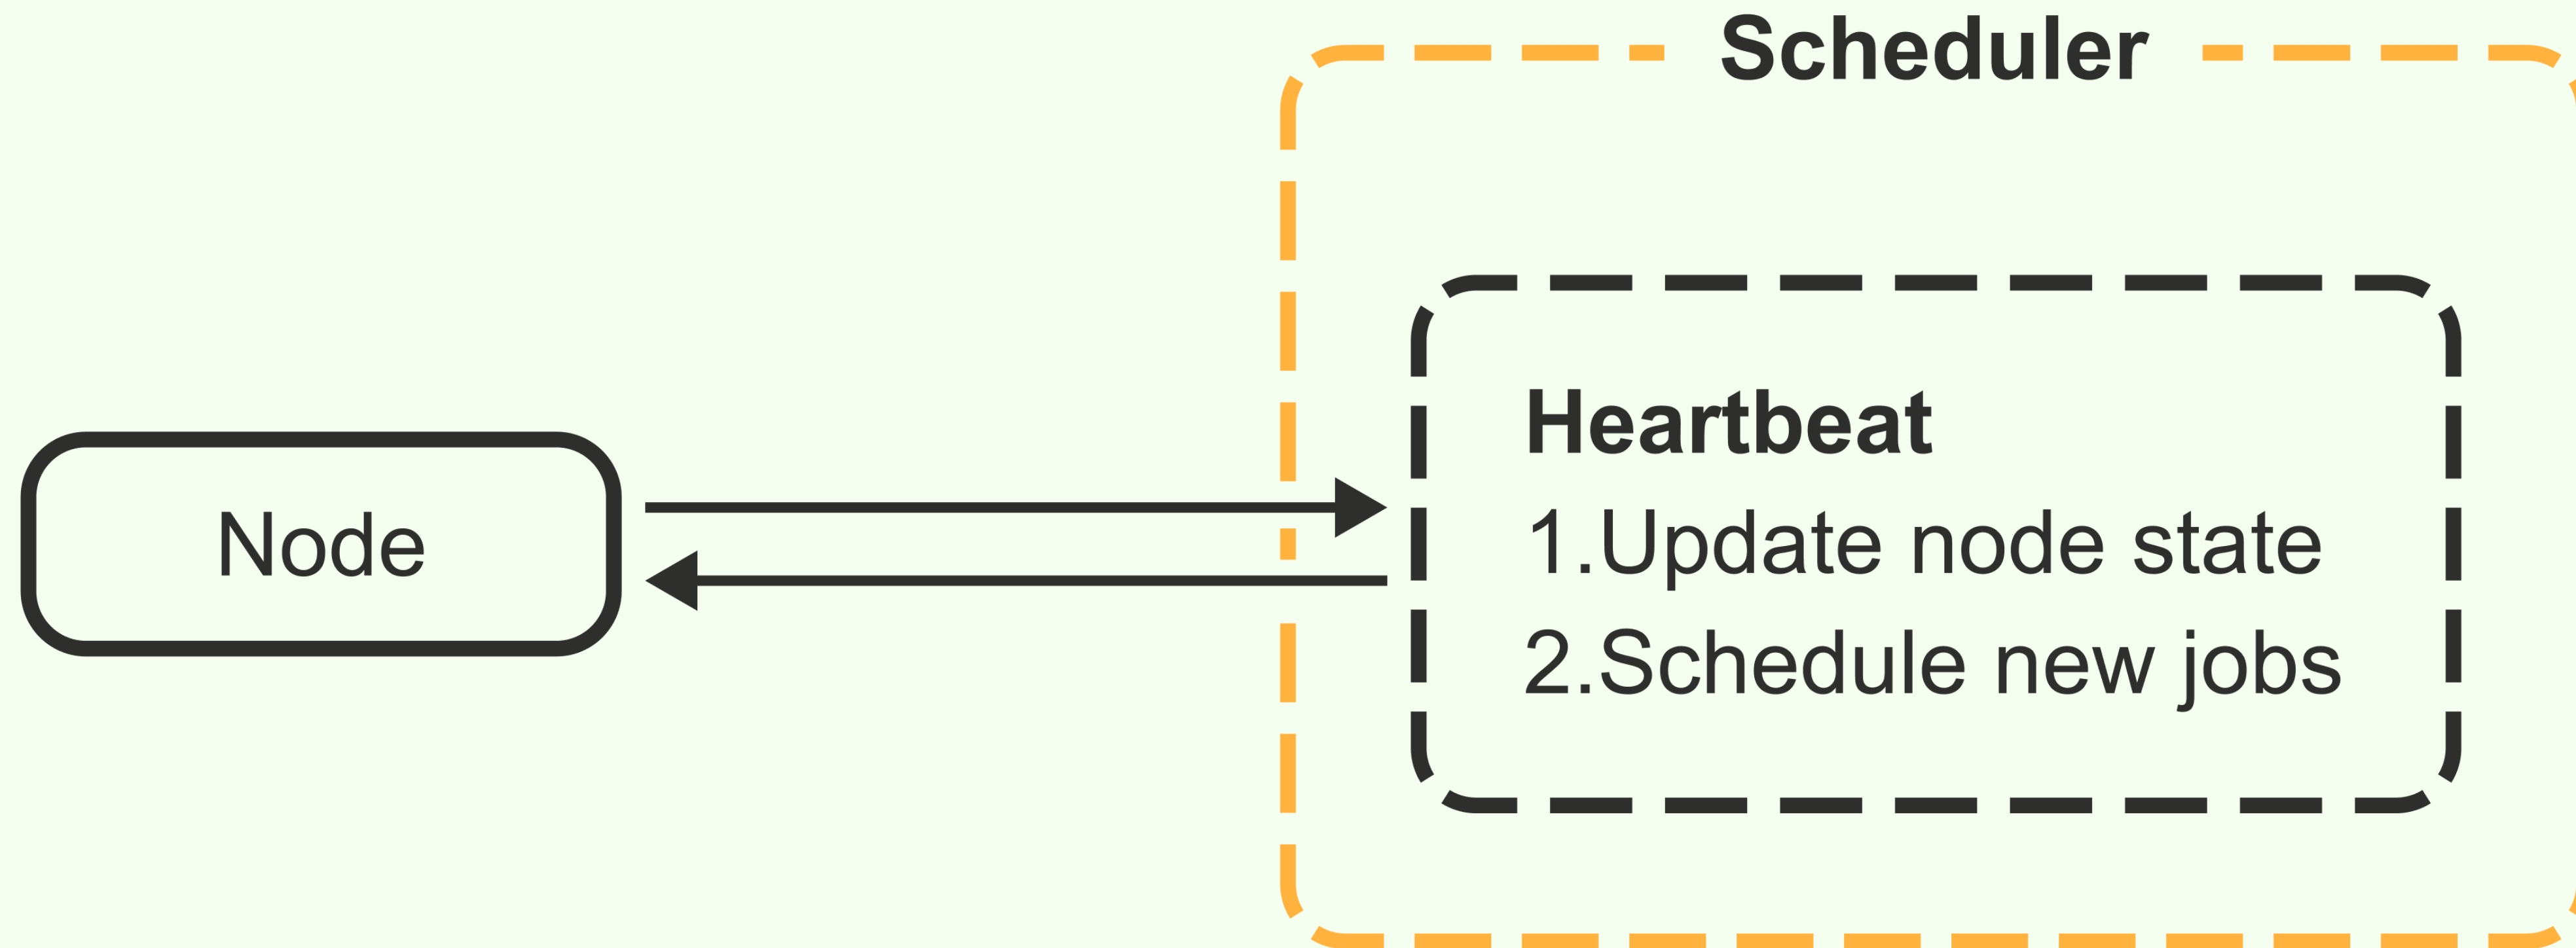 Scheduler
Node
Heartbeat
1.Update node state
2.Schedule new jobs